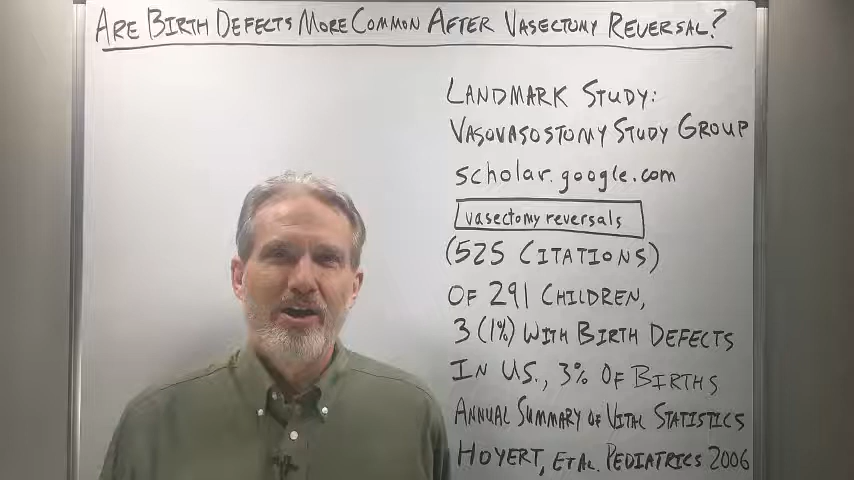 ARE BIRTH DEFECTS MORE COMMON AFTER VASECTOMY REVERSAL?
LANDMARK STUDY:
VASOVASOSTOMY STUDY GROUP
scholar.google.com
vasectomy reversals
(525 CITATIONS)
OF 291 CHILDREN,
3 (1%) WITH BIRTH DEFECTS
IN U.S., 3% OF BIRTHS
ANNUAL SUMMARY OF VITAL STATISTICS
HOYERT, ET AL. PEDIATRICS 2006